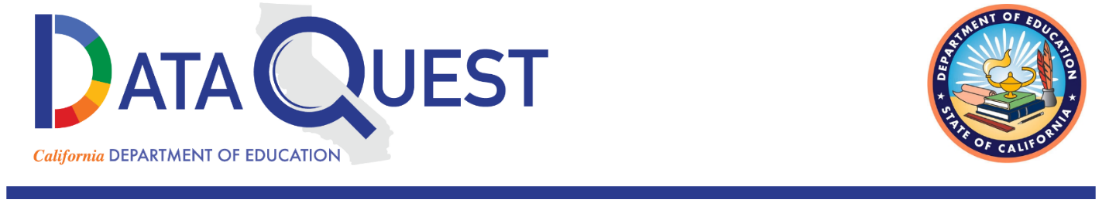 DATAQUEST
California DEPARTMENT OF EDUCATION
DEPARTMENT OF EDUCATION
★ STATE OF CALIFORNIA ★